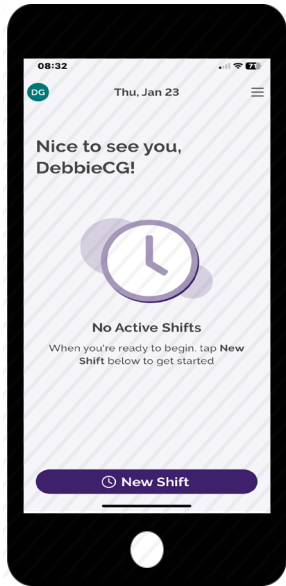 08:32
71
DG
Thu, Jan 23
Nice to see you,
DebbieCG!
No Active Shifts
When you're ready to begin, tap New
Shift below to get started
New Shift